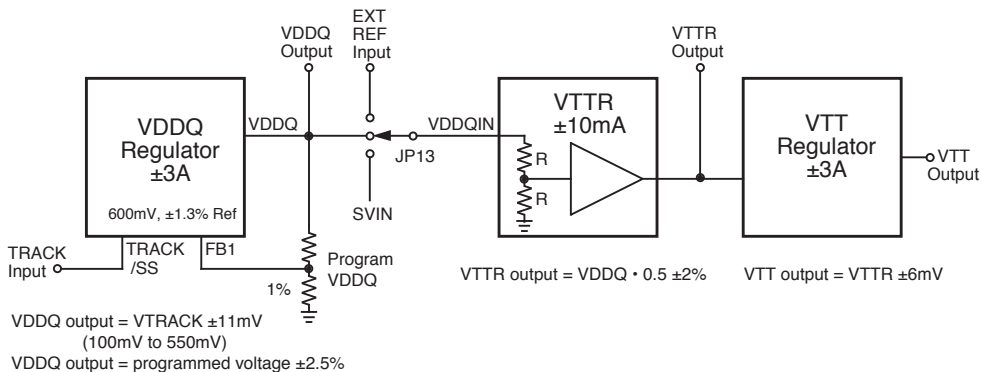 EXT
REF
Input
VDDQ
Output
VTTR
Output
VDDQ
Regulator
±3A
600mV, ±1.3% Ref
VDDQ
JP13
SVIN
VDDQIN
VTTR
±10mA
R
R
VTT
Regulator
±3A
VTT
Output
TRACK
Input
TRACK
/SS
FB1
Program
VDDQ
1%
VTTR output = VDDQ • 0.5 ±2%
VTT output = VTTR ±6mV
VDDQ output = VTRACK ±11mV
(100mV to 550mV)
VDDQ output = programmed voltage ±2.5%